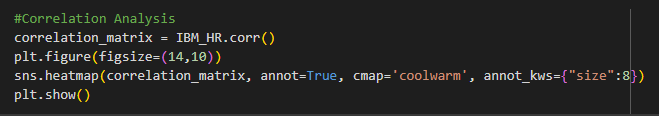 #Correlation Analysis
correlation_matrix = IBM_HR.corr()
plt.figure(figsize=(14,10))
sns.heatmap(correlation_matrix, annot=True, cmap='coolwarm', annot_kws={"size":8})
plt.show()